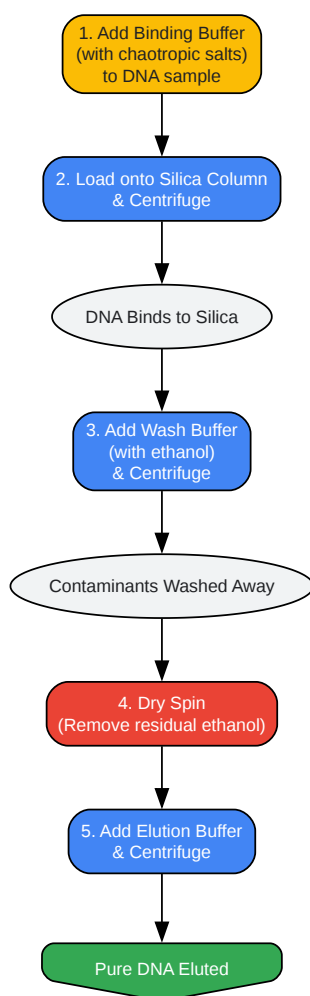 1. Add Binding Buffer
(with chaotropic salts)
to DNA sample
2. Load onto Silica Column
& Centrifuge
DNA Binds to Silica
3. Add Wash Buffer
(with ethanol)
& Centrifuge
Contaminants Washed Away
4. Dry Spin
(Remove residual ethanol)
5. Add Elution Buffer
& Centrifuge
Pure DNA Eluted